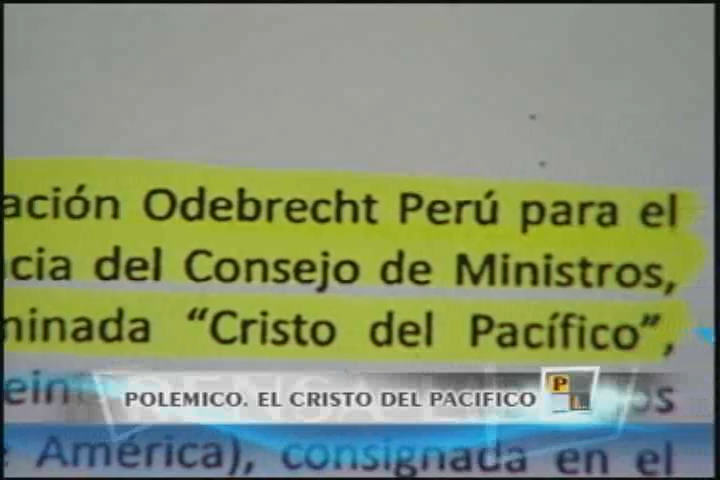 ación Odebrecht Perú para el
cia del Consejo de Ministros,
minada “Cristo del Pacífico”,
POLEMICO. EL CRISTO DEL PACIFICO
P L
América), consignada en el